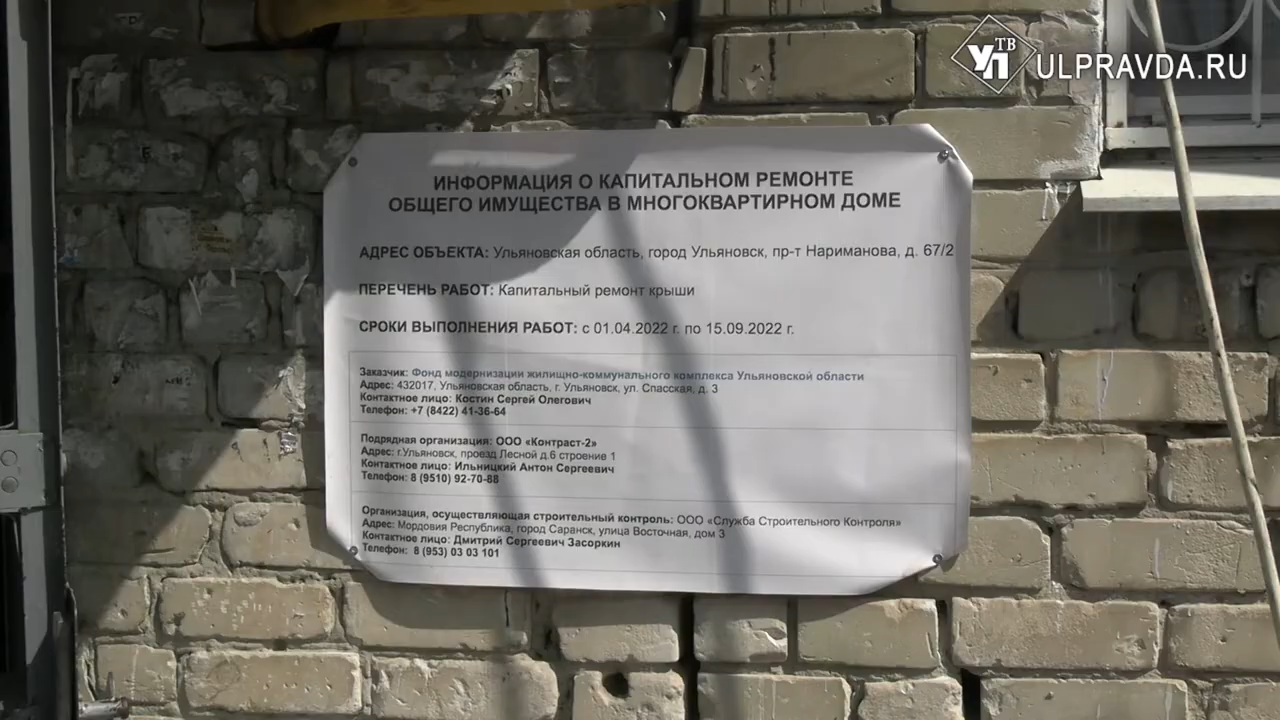 УП ТВ ULPRAVDA.RU
ИНФОРМАЦИЯ О КАПИТАЛЬНОМ РЕМОНТЕ
ОБЩЕГО ИМУЩЕСТВА В МНОГОКВАРТИРНОМ ДОМЕ
АДРЕС ОБЪЕКТА: Ульяновская область, город Ульяновск, пр-т Нариманова, д. 67/2
ПЕРЕЧЕНЬ РАБОТ: Капитальный ремонт крыши
СРОКИ ВЫПОЛНЕНИЯ РАБОТ: с 01.04.2022 г. по 15.09.2022 г.
Заказчик: Фонд модернизации жилищно-коммунального комплекса Ульяновской области
Адрес: 432017, Ульяновская область, г. Ульяновск, ул. Спасская, д. 3
Контактное лицо: Костин Сергей Олегович
Телефон: +7 (8422) 41-36-64
Подрядная организация: ООО «Контраст-2»
Адрес: г.Ульяновск, проезд Лесной д.6 строение 1
Контактное лицо: Ильницкий Антон Сергеевич
Телефон: 8 (9510) 92-70-88
Организация, осуществляющая строительный контроль: ООО «Служба Строительного Контроля»
Адрес: Мордовия Республика, город Саранск, улица Восточная, дом 3
Контактное лицо: Дмитрий Сергеевич Засоркин
Телефон: 8 (953) 03 03 101